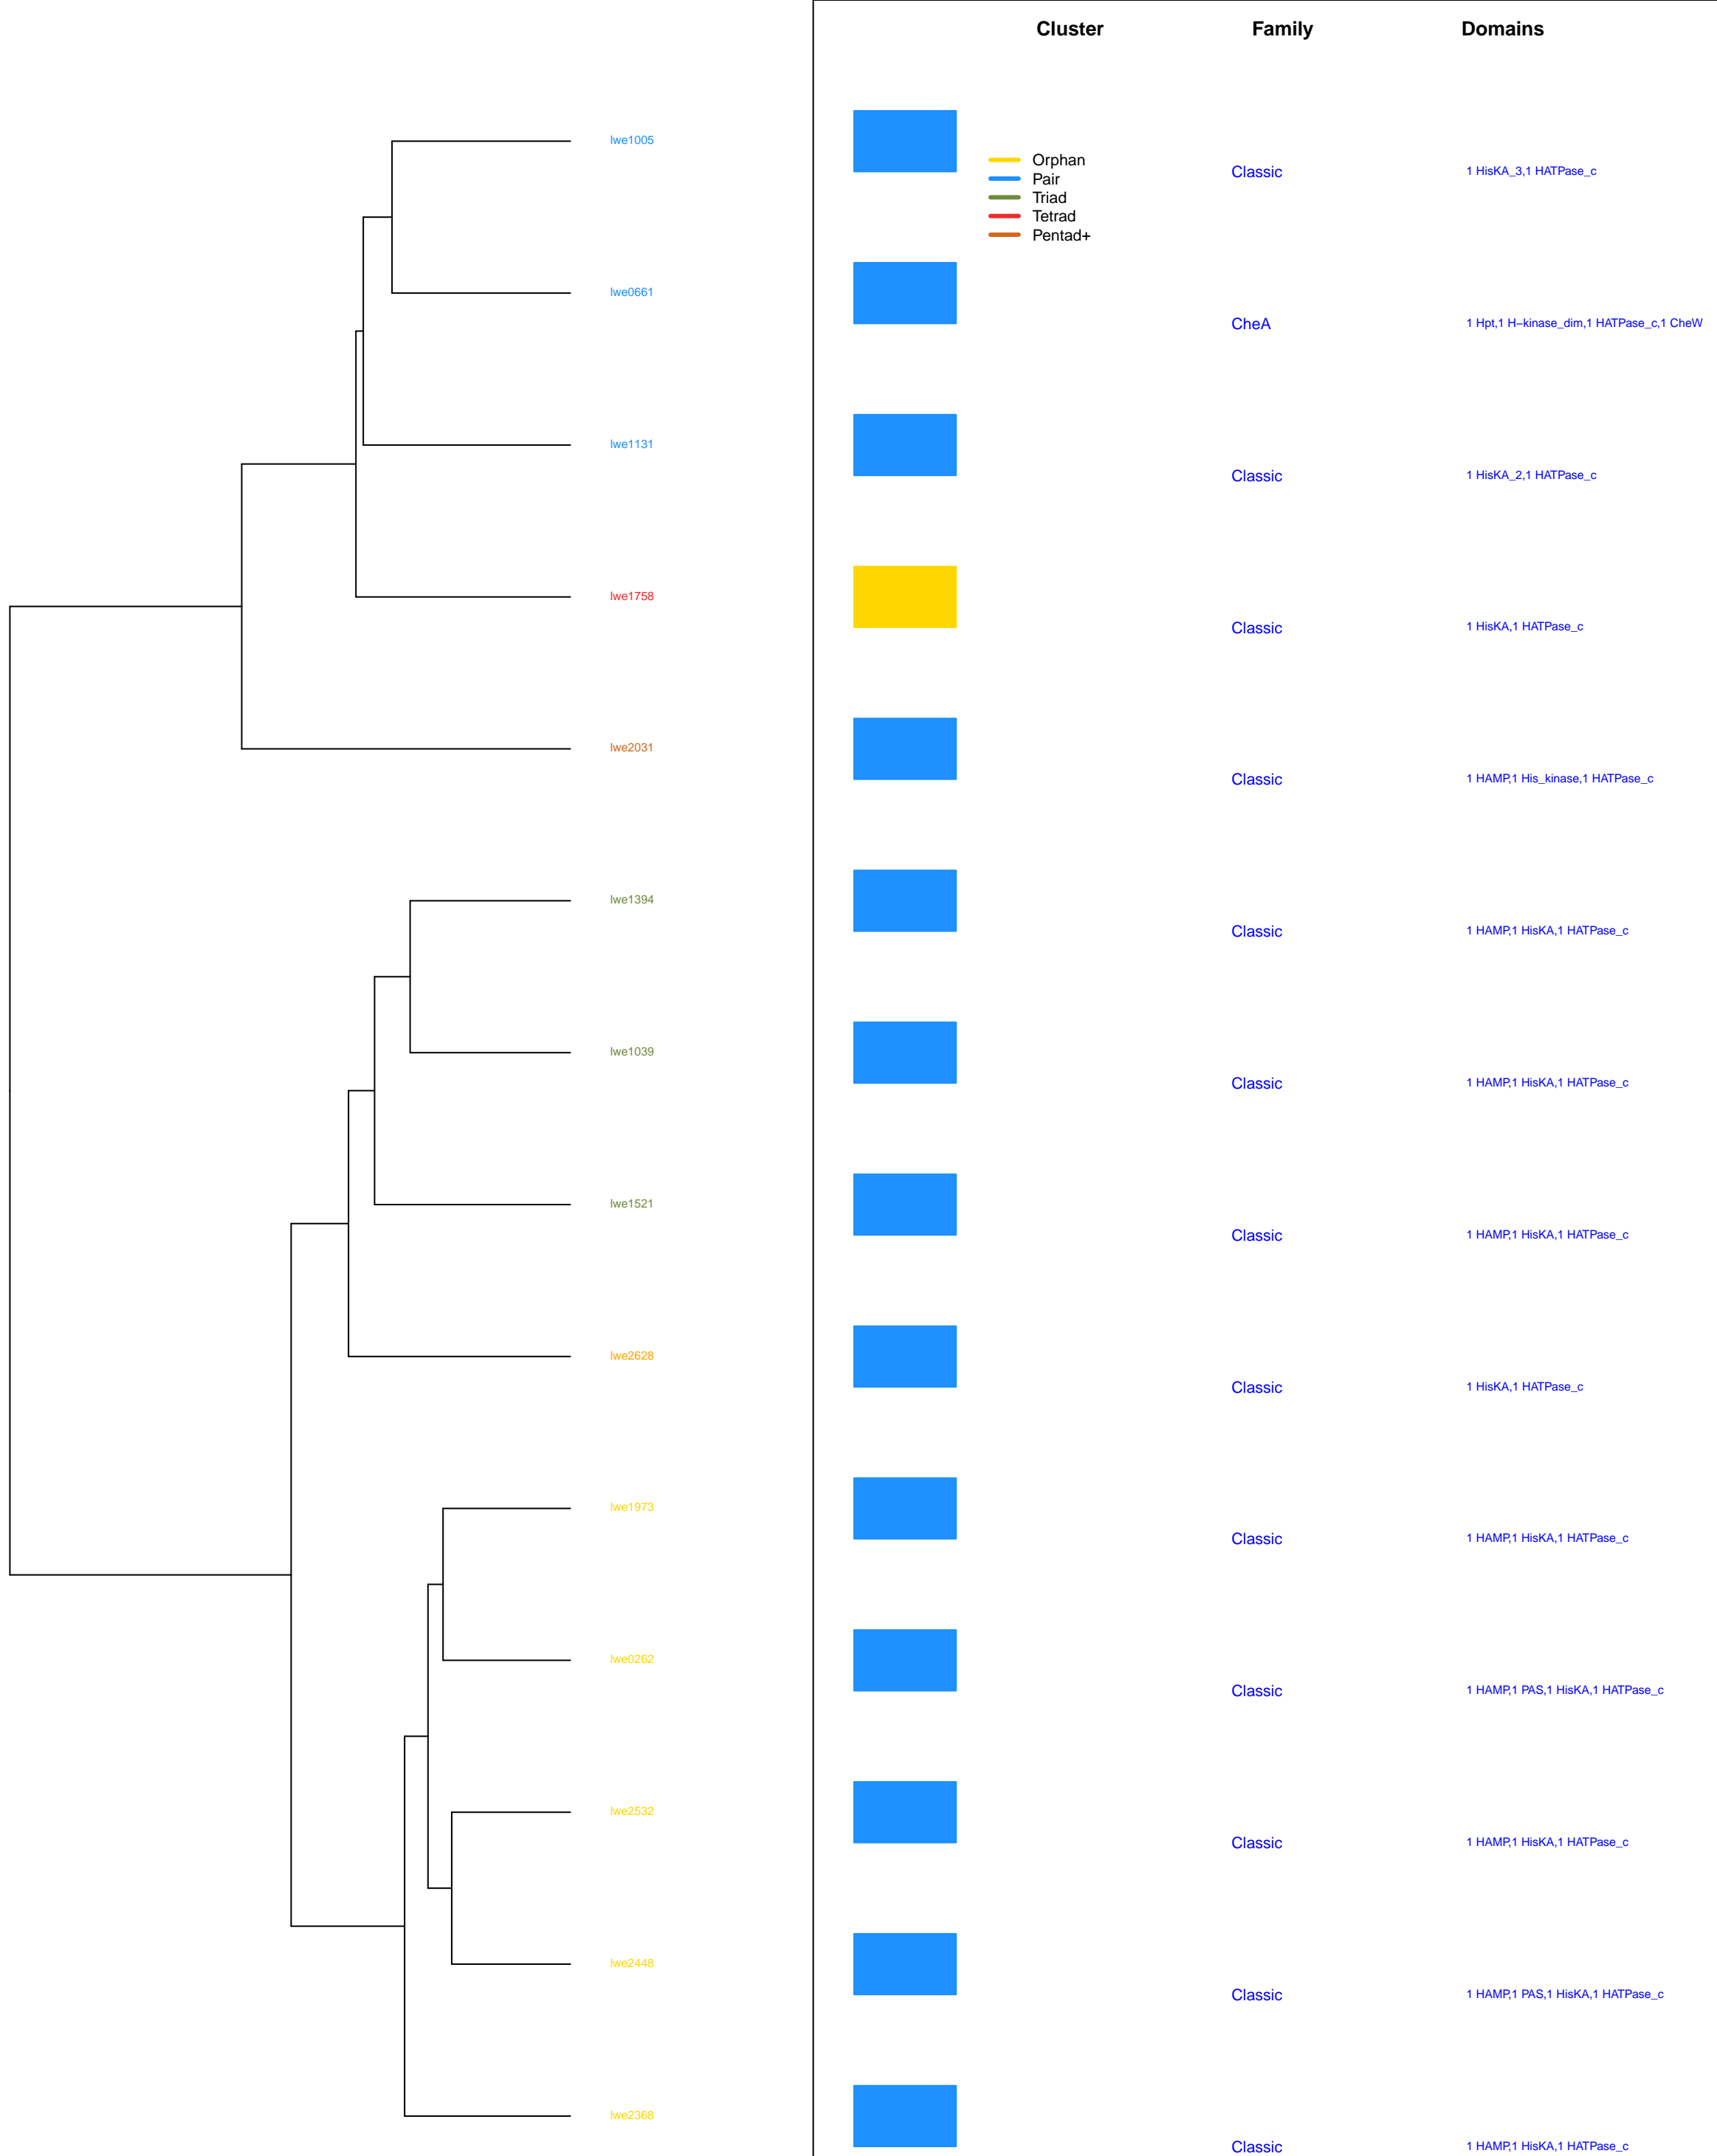 Cluster Family Domains
lwe1005
Orphan
Pair
Triad
Tetrad
Pentad+
Classic 1 HisKA_3,1 HATPase_c
lwe0661
CheA 1 Hpt,1 H−kinase_dim,1 HATPase_c,1 CheW
lwe1131
Classic 1 HisKA_2,1 HATPase_c
lwe1758
Classic 1 HisKA,1 HATPase_c
lwe2031
Classic 1 HAMP,1 His_kinase,1 HATPase_c
lwe1394
Classic 1 HAMP,1 HisKA,1 HATPase_c
lwe1039
Classic 1 HAMP,1 HisKA,1 HATPase_c
lwe1521
Classic 1 HAMP,1 HisKA,1 HATPase_c
lwe2628
Classic 1 HisKA,1 HATPase_c
lwe1973
Classic 1 HAMP,1 HisKA,1 HATPase_c
lwe0262
Classic 1 HAMP,1 PAS,1 HisKA,1 HATPase_c
lwe2532
Classic 1 HAMP,1 HisKA,1 HATPase_c
lwe2448
Classic 1 HAMP,1 PAS,1 HisKA,1 HATPase_c
lwe2368
Classic 1 HAMP,1 HisKA,1 HATPase_c